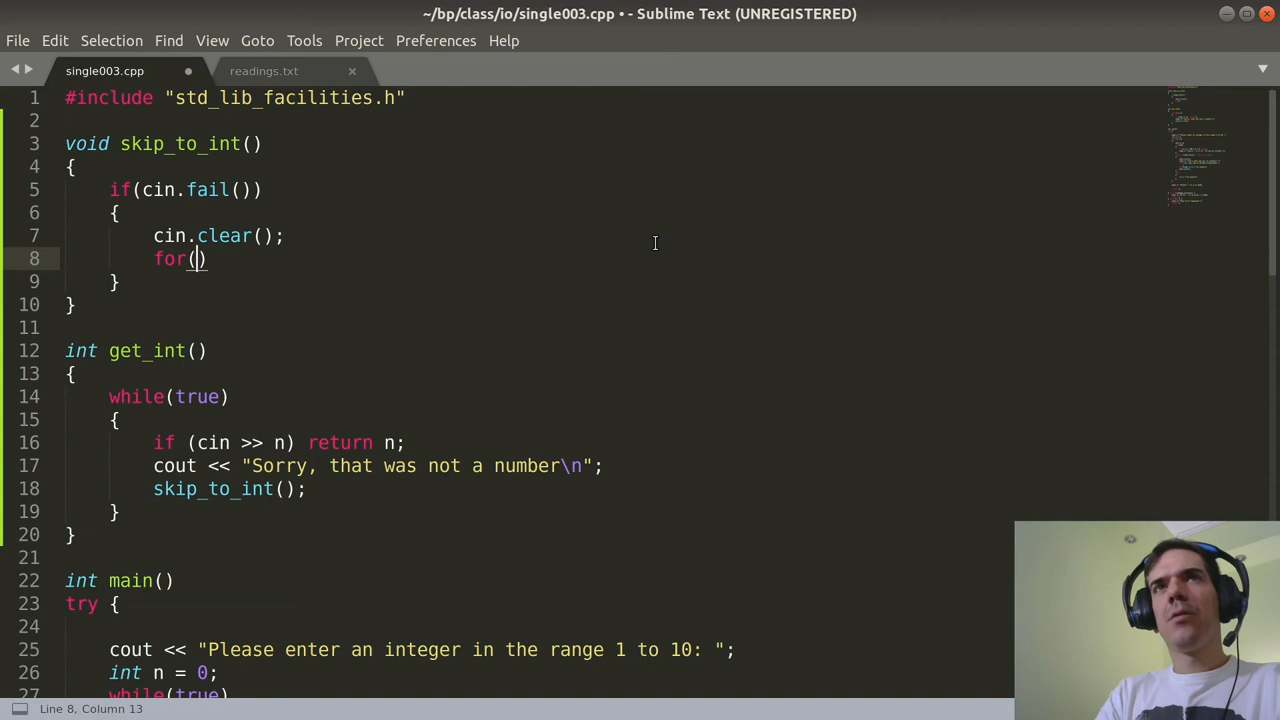 ~/bp/class/io/single003.cpp • - Sublime Text (UNREGISTERED)
File Edit Selection View Goto Tools Project Preferences Help
single003.cpp readings.txt
1 #include "std_lib_facilities.h"
2
3 void skip_to_int()
4 {
5 if(cin.fail())
6 {
7 cin.clear();
8 for()
9 }
10 }
11
12 int get_int()
13 {
14 while(true)
15 {
16 if (cin >> n) return n;
17 cout << "Sorry, that was not a number\n";
18 skip_to_int();
19 }
20 }
21
22 int main()
23 try {
24
25 cout << "Please enter an integer in the range 1 to 10: ";
26 int n = 0;
27 while(true)
Line 8, Column 13